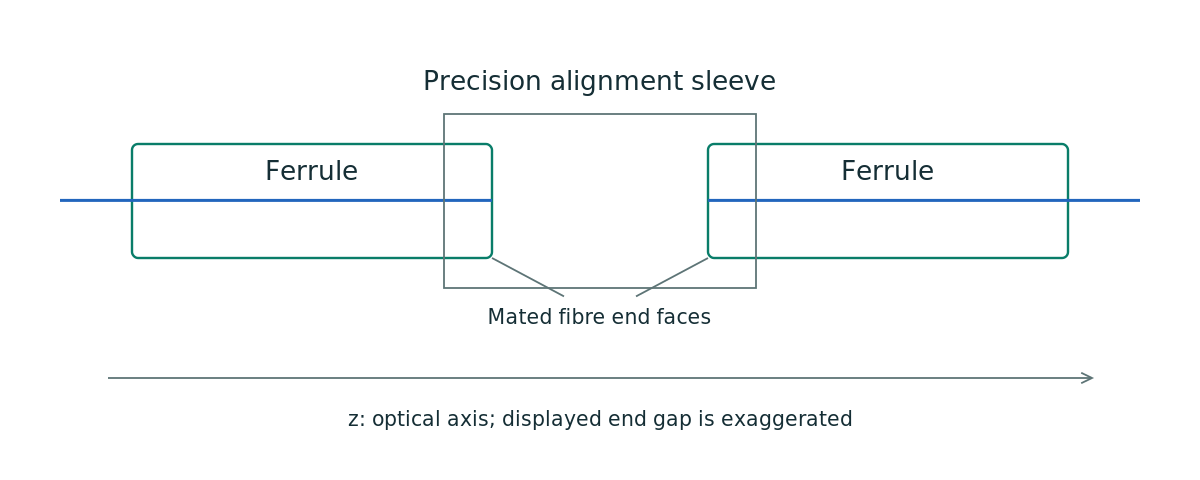 Precision alignment sleeve
Ferrule
Ferrule
Mated fibre end faces
z: optical axis; displayed end gap is exaggerated